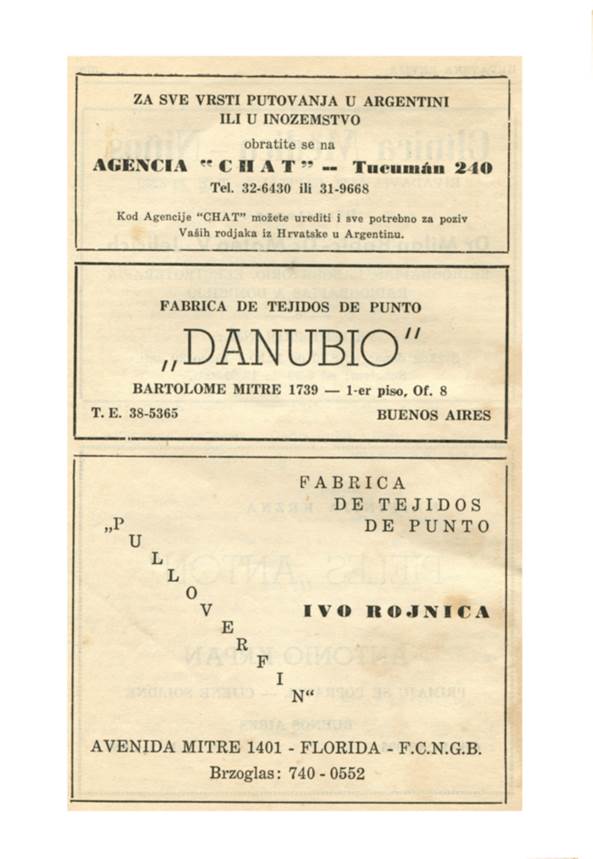 ZA SVE VRSTI PUTOVANJA U ARGENTINI
ILI U INOZEMSTVO
obratite se na
AGENCIA “CHAT” -- Tucumán 240
Tel. 32-6430 ili 31-9668
Kod Agencije “CHAT” možete urediti i sve potrebno za poziv
Vaših rodjaka iz Hrvatske u Argentinu.
FABRICA DE TEJIDOS DE PUNTO
„DANUBIO“
BARTOLOME MITRE 1739 — 1-er piso, Of. 8
T. E. 38-5365 BUENOS AIRES
FABRICA
DE TEJIDOS
DE PUNTO
„PULLOVERFIN“
IVO ROJNICA
AVENIDA MITRE 1401 - FLORIDA - F.C.N.G.B.
Brzoglas: 740 - 0552